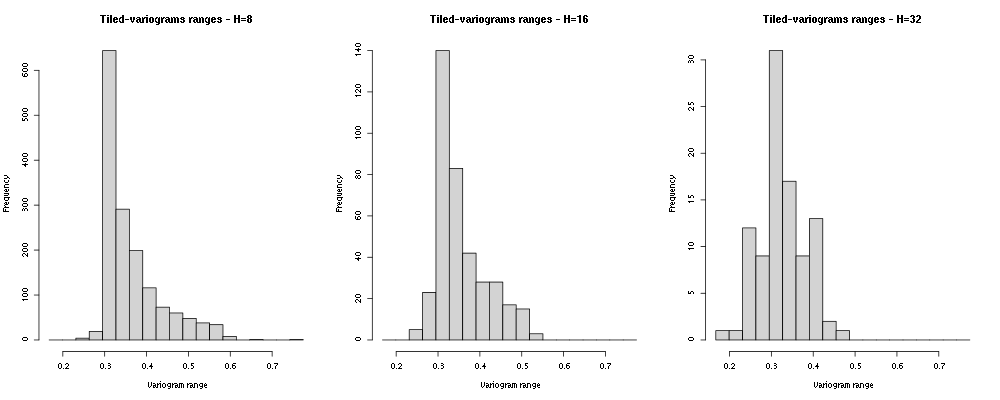 Tiled-variograms ranges - H=8
Frequency
0
100
200
300
400
500
600
0.2 0.3 0.4 0.5 0.6 0.7
Variogram range
Tiled-variograms ranges - H=16
Frequency
0
20
40
60
80
100
120
140
0.2 0.3 0.4 0.5 0.6 0.7
Variogram range
Tiled-variograms ranges - H=32
Frequency
0
5
10
15
20
25
30
0.2 0.3 0.4 0.5 0.6 0.7
Variogram range